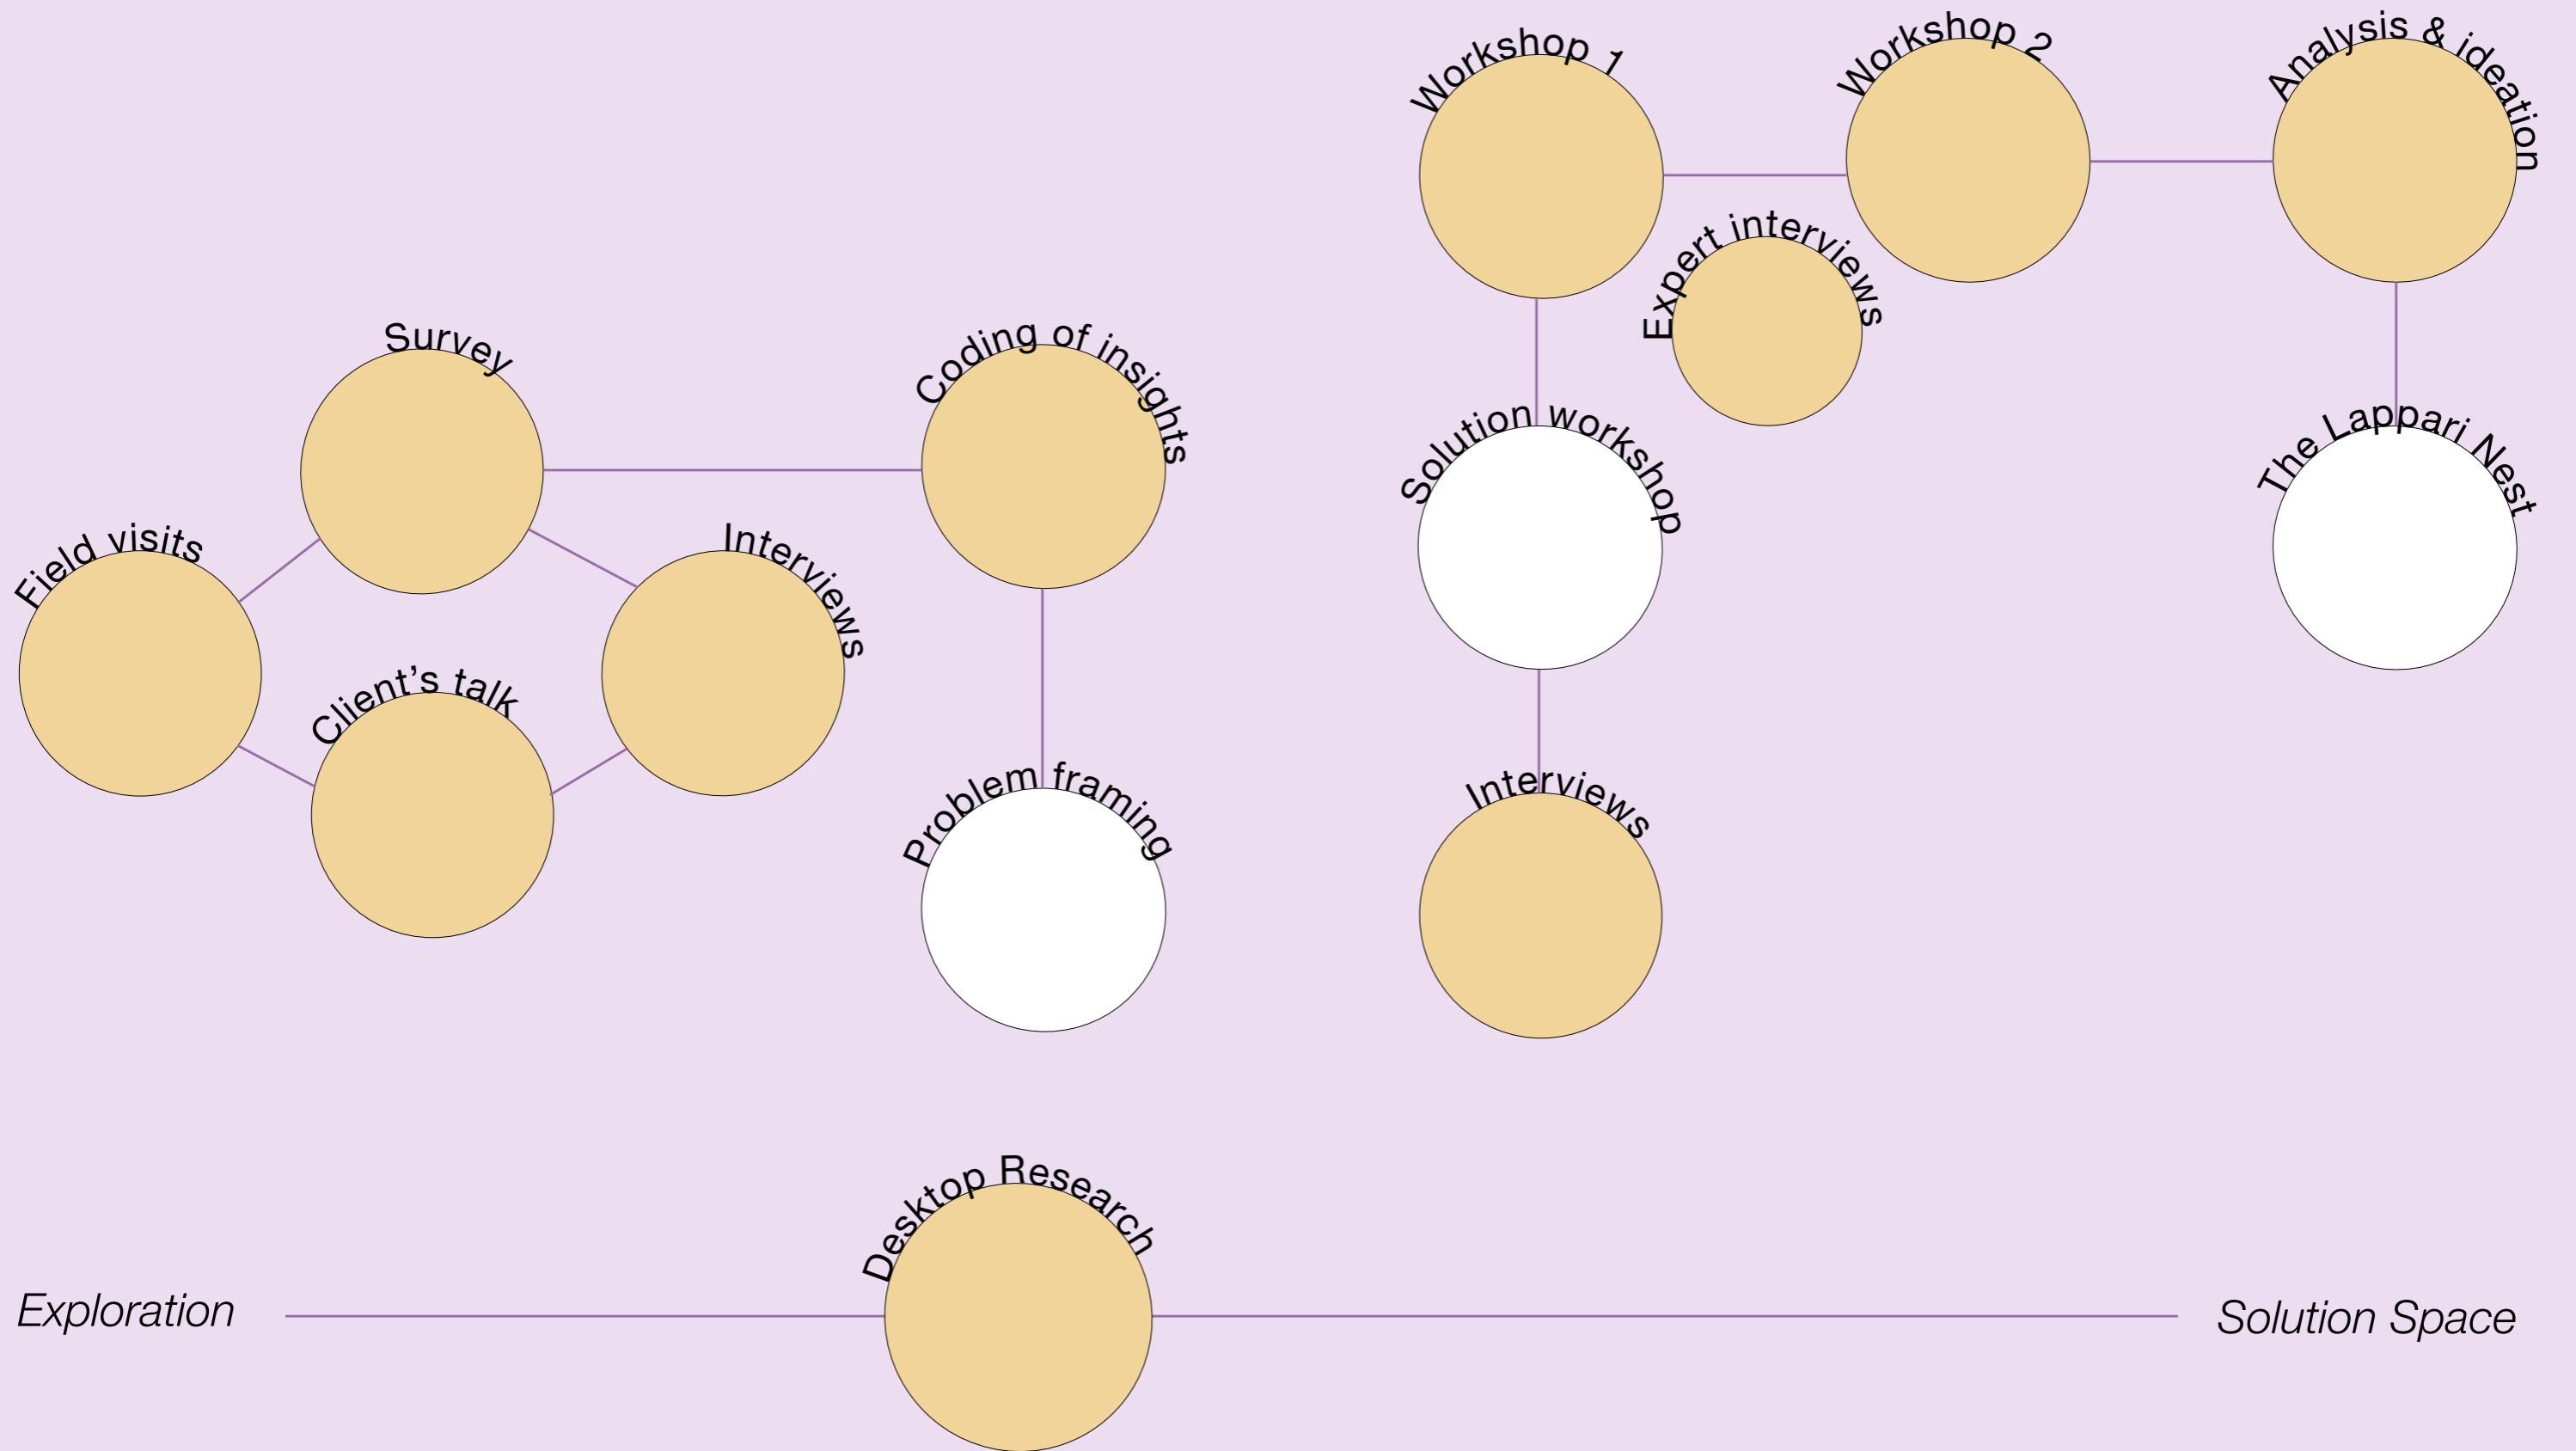 Workshop 1
Workshop 2
Analysis & ideation
Expert interviews
Survey
Coding of insights
Solution workshop
The Lappari Nest
Field visits
Interviews
Client’s talk
Problem framing
Interviews
Desktop Research
Exploration
Solution Space